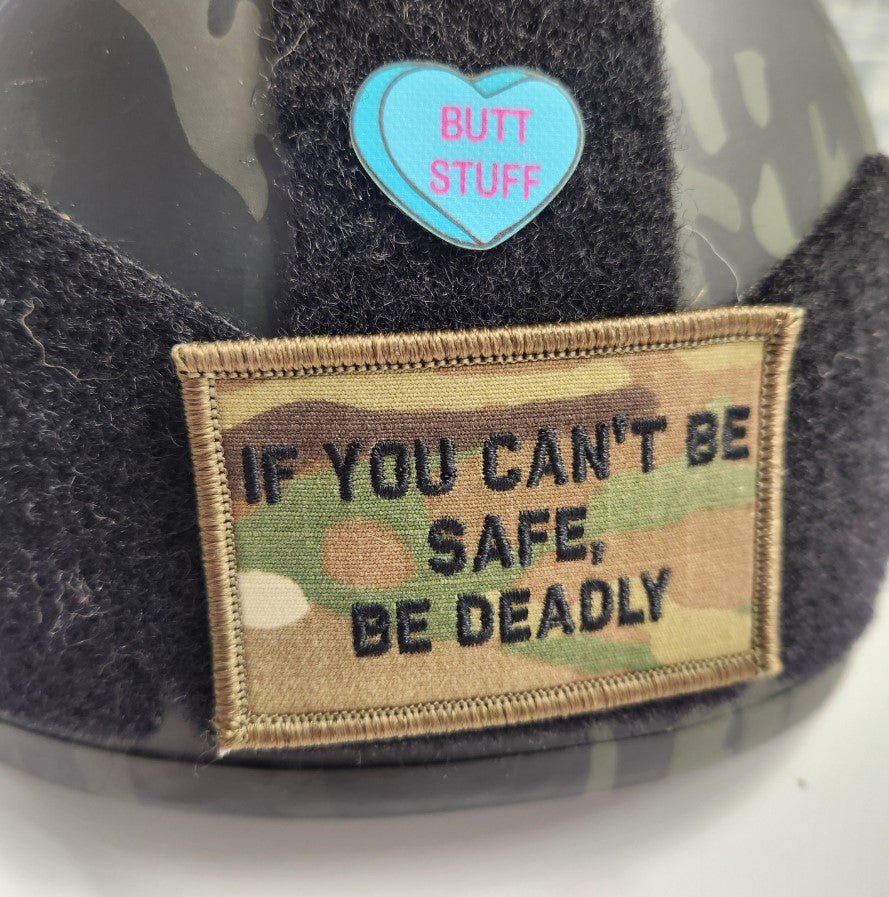 BUTT
STUFF
IF YOU CAN'T BE
SAFE,
BE DEADLY